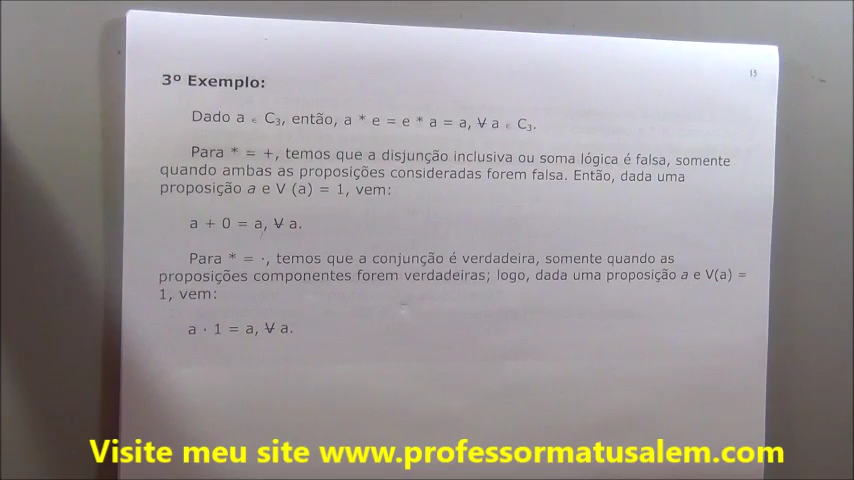 13
3º Exemplo:
Dado a ∈ C₃, então, a * e = e * a = a, ∀ a ∈ C₃.
Para * = +, temos que a disjunção inclusiva ou soma lógica é falsa, somente
quando ambas as proposições consideradas forem falsa. Então, dada uma
proposição a e V (a) = 1, vem:
a + 0 = a, ∀ a.
Para * = ·, temos que a conjunção é verdadeira, somente quando as
proposições componentes forem verdadeiras; logo, dada uma proposição a e V(a) =
1, vem:
a · 1 = a, ∀ a.
Visite meu site www.professormatusalem.com